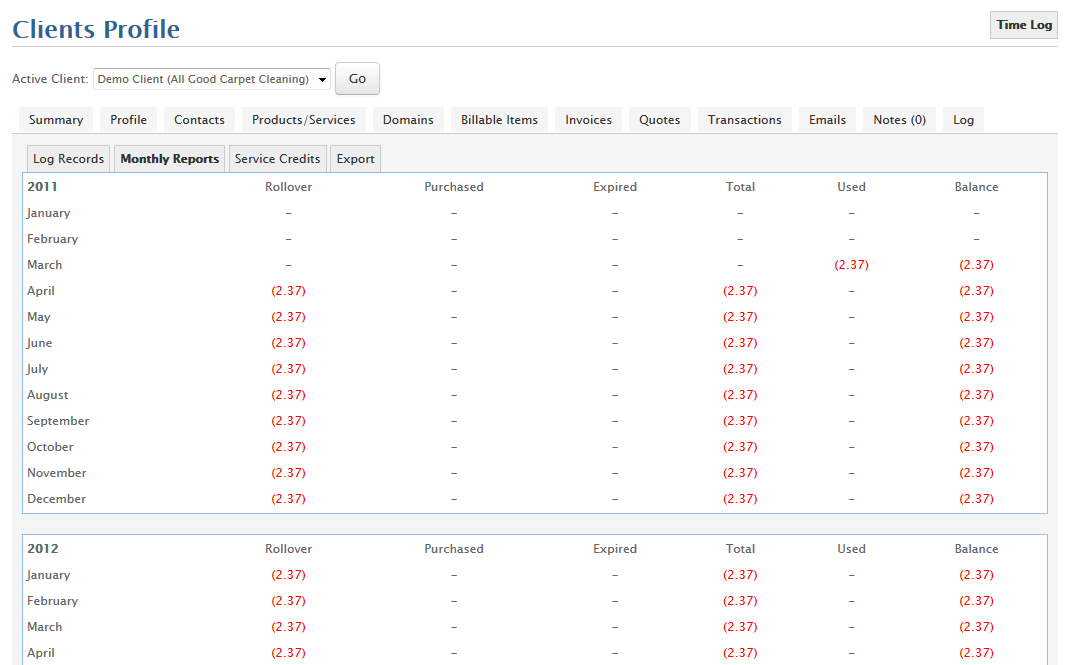 Clients Profile
Time Log
Active Client: Demo Client (All Good Carpet Cleaning) Go
Summary Profile Contacts Products/Services Domains Billable Items Invoices Quotes Transactions Emails Notes (0) Log
Log Records Monthly Reports Service Credits Export
2011 Rollover Purchased Expired Total Used Balance
January – – – – – –
February – – – – – –
March – – – – (2.37) (2.37)
April (2.37) – – (2.37) – (2.37)
May (2.37) – – (2.37) – (2.37)
June (2.37) – – (2.37) – (2.37)
July (2.37) – – (2.37) – (2.37)
August (2.37) – – (2.37) – (2.37)
September (2.37) – – (2.37) – (2.37)
October (2.37) – – (2.37) – (2.37)
November (2.37) – – (2.37) – (2.37)
December (2.37) – – (2.37) – (2.37)
2012 Rollover Purchased Expired Total Used Balance
January (2.37) – – (2.37) – (2.37)
February (2.37) – – (2.37) – (2.37)
March (2.37) – – (2.37) – (2.37)
April (2.37) – – (2.37) – (2.37)